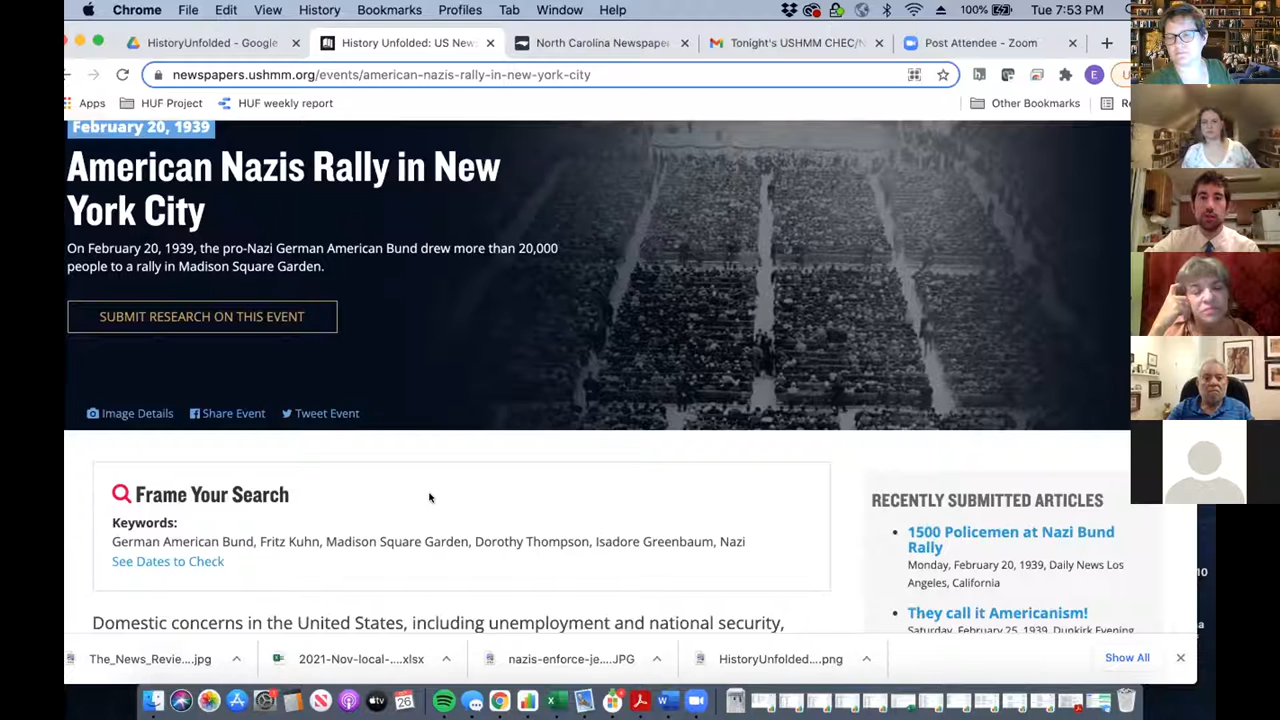 Chrome File Edit View History Bookmarks Profiles Tab Window Help 100% Tue 7:53 PM
HistoryUnfolded - Google
History Unfolded: US New
North Carolina Newspape
Gmail Tonight's USHMM CHEC/N
Post Attendee - Zoom
newspapers.ushmm.org/events/american-nazis-rally-in-new-york-city
E
Apps HUF Project HUF weekly report Other Bookmarks
February 20, 1939
American Nazis Rally in New
York City
On February 20, 1939, the pro-Nazi German American Bund drew more than 20,000
people to a rally in Madison Square Garden.
SUBMIT RESEARCH ON THIS EVENT
Image Details Share Event Tweet Event
Frame Your Search
Keywords:
German American Bund, Fritz Kuhn, Madison Square Garden, Dorothy Thompson, Isadore Greenbaum, Nazi
See Dates to Check
Domestic concerns in the United States, including unemployment and national security,
RECENTLY SUBMITTED ARTICLES
1500 Policemen at Nazi Bund
Rally
Monday, February 20, 1939, Daily News Los
Angeles, California
They call it Americanism!
Saturday, February 25, 1939, Dunkirk Evening
The_News_Revie....jpg
2021-Nov-local-....xlsx
nazis-enforce-je....JPG
HistoryUnfolded....png
Show All